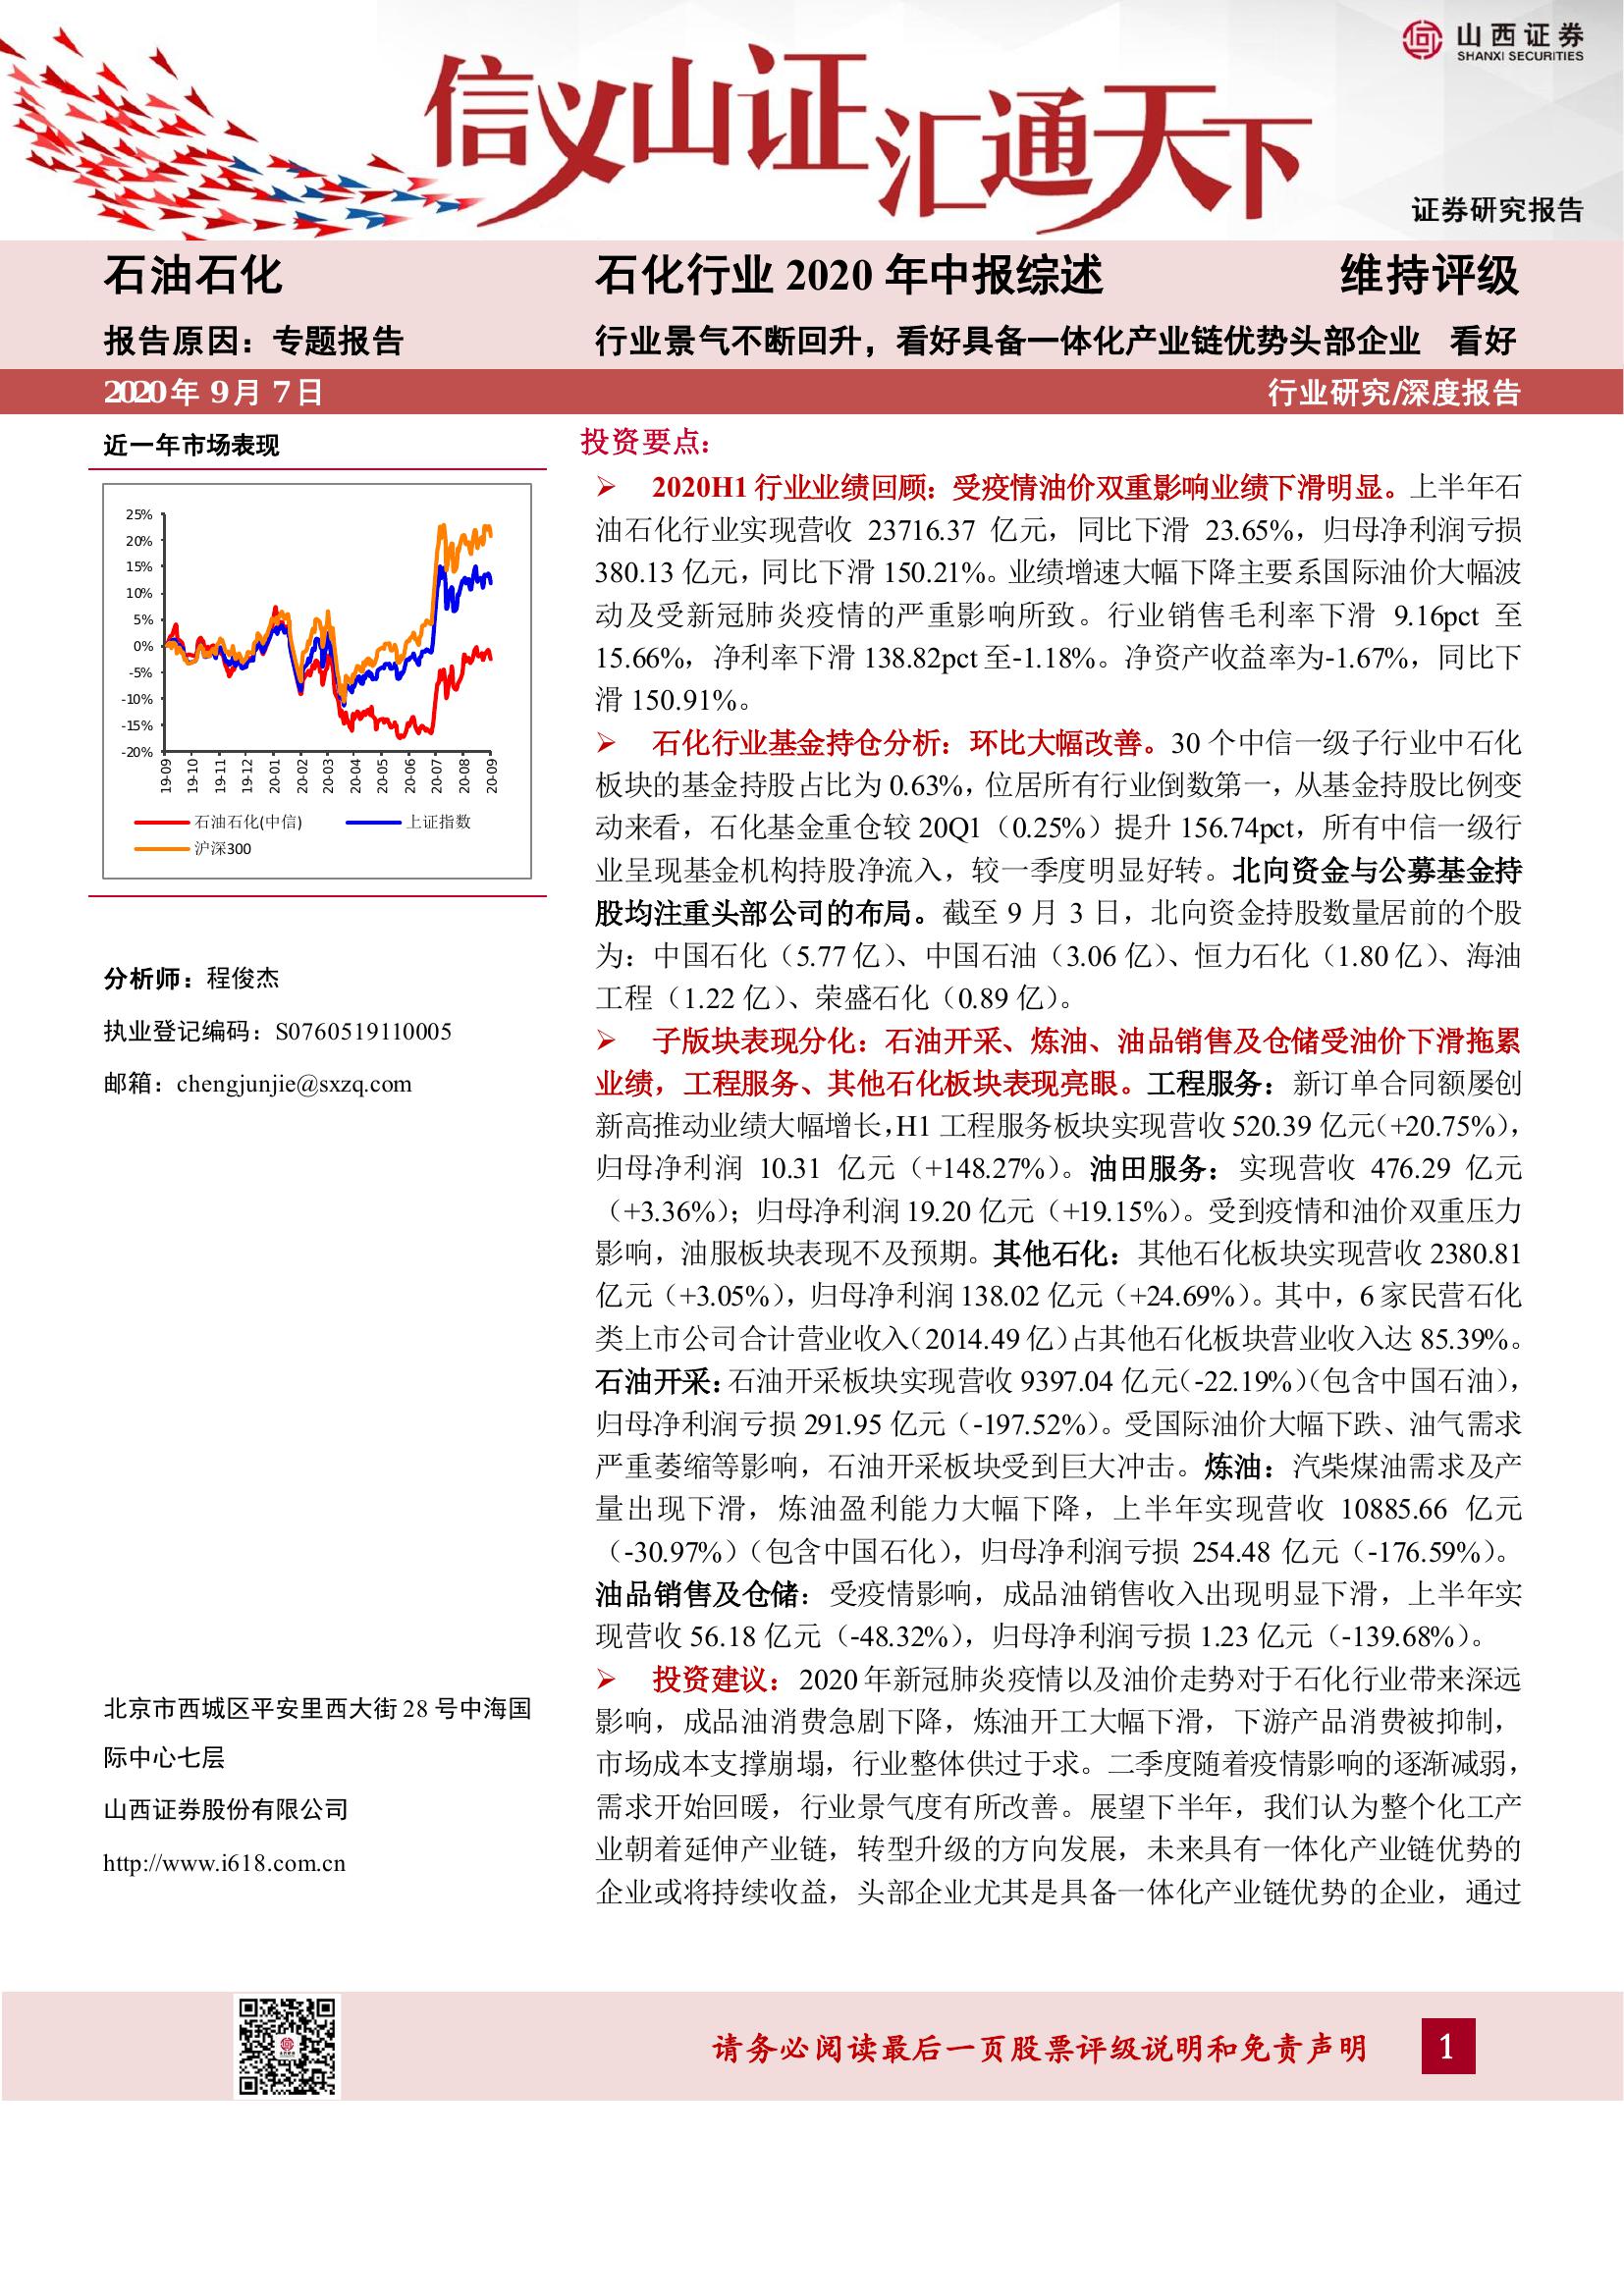 信义山证 汇通天下
山西证券
SHANXI SECURITIES
证券研究报告
石油石化
石化行业 2020 年中报综述 维持评级
报告原因：专题报告
行业景气不断回升，看好具备一体化产业链优势头部企业 看好
2020 年 9 月 7 日
行业研究/深度报告
近一年市场表现
25%
20%
15%
10%
5%
0%
-5%
-10%
-15%
-20%
19-09
19-10
19-11
19-12
20-01
20-02
20-03
20-04
20-05
20-06
20-07
20-08
20-09
石油石化(中信)
上证指数
沪深300
分析师：程俊杰
执业登记编码：S0760519110005
邮箱：chengjunjie@sxzq.com
北京市西城区平安里西大街 28 号中海国
际中心七层
山西证券股份有限公司
http://www.i618.com.cn
投资要点：
➢ 2020H1 行业业绩回顾：受疫情油价双重影响业绩下滑明显。上半年石
油石化行业实现营收 23716.37 亿元，同比下滑 23.65%，归母净利润亏损
380.13 亿元，同比下滑 150.21%。业绩增速大幅下降主要系国际油价大幅波
动及受新冠肺炎疫情的严重影响所致。行业销售毛利率下滑 9.16pct 至
15.66%，净利率下滑 138.82pct 至-1.18%。净资产收益率为-1.67%，同比下
滑 150.91%。
➢ 石化行业基金持仓分析：环比大幅改善。30 个中信一级子行业中石化
板块的基金持股占比为 0.63%，位居所有行业倒数第一，从基金持股比例变
动来看，石化基金重仓较 20Q1（0.25%）提升 156.74pct，所有中信一级行
业呈现基金机构持股净流入，较一季度明显好转。北向资金与公募基金持
股均注重头部公司的布局。截至 9 月 3 日，北向资金持股数量居前的个股
为：中国石化（5.77 亿）、中国石油（3.06 亿）、恒力石化（1.80 亿）、海油
工程（1.22 亿）、荣盛石化（0.89 亿）。
➢ 子版块表现分化：石油开采、炼油、油品销售及仓储受油价下滑拖累
业绩，工程服务、其他石化板块表现亮眼。工程服务：新订单合同额屡创
新高推动业绩大幅增长，H1 工程服务板块实现营收 520.39 亿元（+20.75%），
归母净利润 10.31 亿元（+148.27%）。油田服务：实现营收 476.29 亿元
（+3.36%）；归母净利润 19.20 亿元（+19.15%）。受到疫情和油价双重压力
影响，油服板块表现不及预期。其他石化：其他石化板块实现营收 2380.81
亿元（+3.05%），归母净利润 138.02 亿元（+24.69%）。其中，6 家民营石化
类上市公司合计营业收入（2014.49 亿）占其他石化板块营业收入达 85.39%。
石油开采：石油开采板块实现营收 9397.04 亿元（-22.19%）（包含中国石油），
归母净利润亏损 291.95 亿元（-197.52%）。受国际油价大幅下跌、油气需求
严重萎缩等影响，石油开采板块受到巨大冲击。炼油：汽柴煤油需求及产
量出现下滑，炼油盈利能力大幅下降，上半年实现营收 10885.66 亿元
（-30.97%）（包含中国石化），归母净利润亏损 254.48 亿元（-176.59%）。
油品销售及仓储：受疫情影响，成品油销售收入出现明显下滑，上半年实
现营收 56.18 亿元（-48.32%），归母净利润亏损 1.23 亿元（-139.68%）。
➢ 投资建议：2020 年新冠肺炎疫情以及油价走势对于石化行业带来深远
影响，成品油消费急剧下降，炼油开工大幅下滑，下游产品消费被抑制，
市场成本支撑崩塌，行业整体供过于求。二季度随着疫情影响的逐渐减弱，
需求开始回暖，行业景气度有所改善。展望下半年，我们认为整个化工产
业朝着延伸产业链，转型升级的方向发展，未来具有一体化产业链优势的
企业或将持续收益，头部企业尤其是具备一体化产业链优势的企业，通过
请务必阅读最后一页股票评级说明和免责声明
1